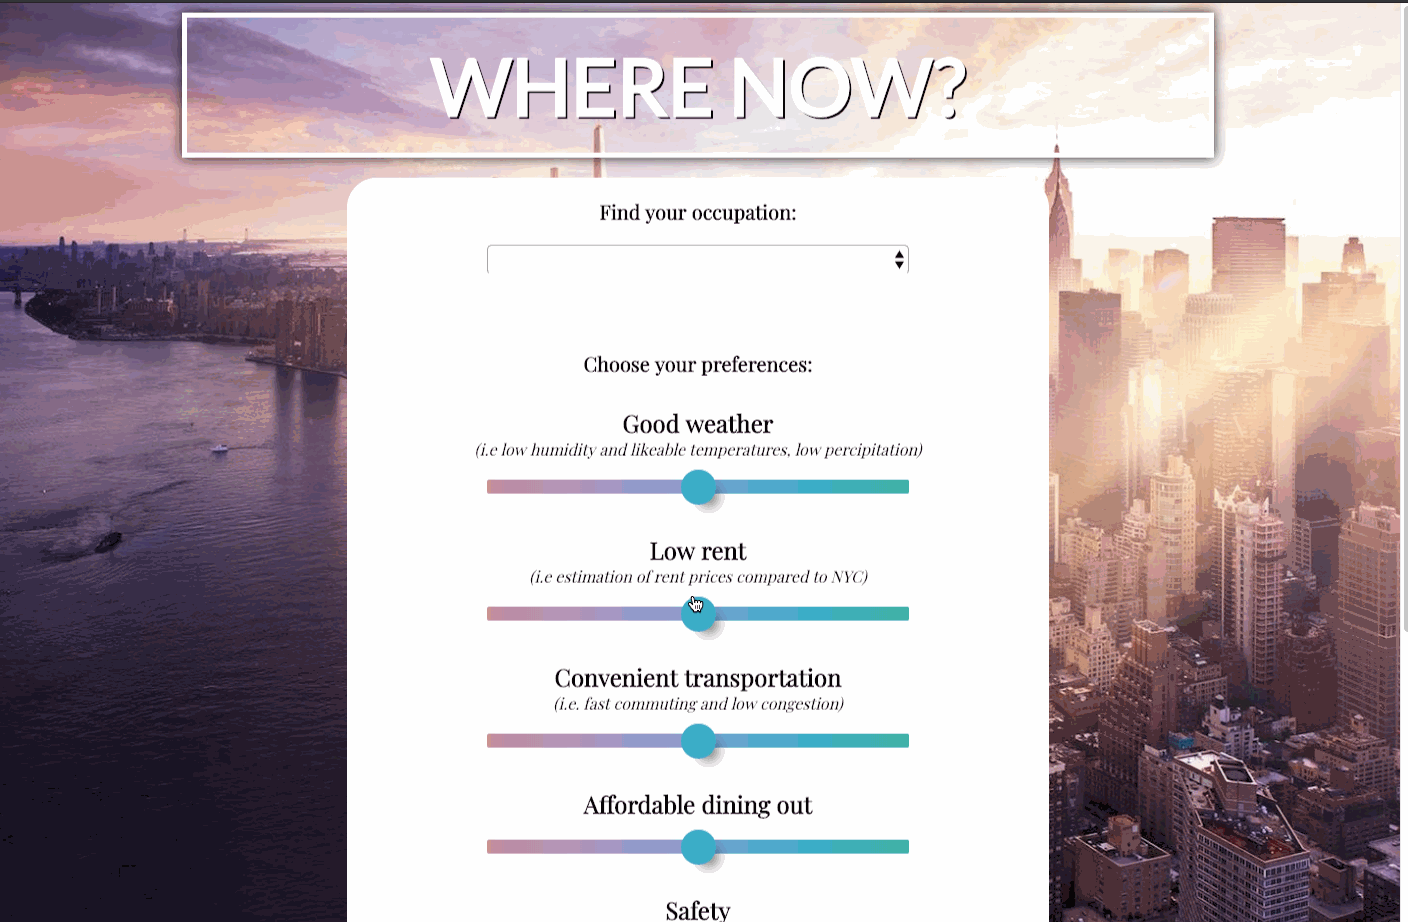 WHERE NOW?
Find your occupation:
Choose your preferences:
Good weather
(i.e low humidity and likeable temperatures, low percipitation)
Low rent
(i.e estimation of rent prices compared to NYC)
Convenient transportation
(i.e. fast commuting and low congestion)
Affordable dining out
Safety